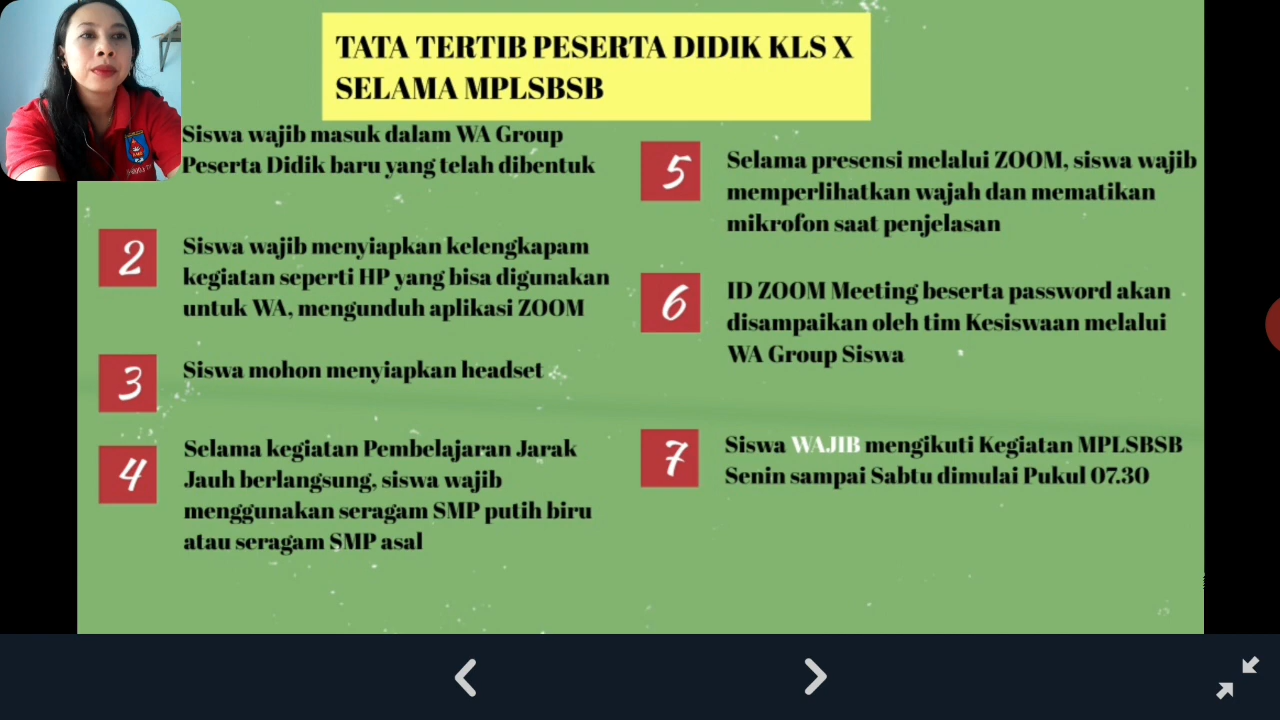 TATA TERTIB PESERTA DIDIK KLS X
SELAMA MPLSBSB
Siswa wajib masuk dalam WA Group
Peserta Didik baru yang telah dibentuk
2
Siswa wajib menyiapkan kelengkapam
kegiatan seperti HP yang bisa digunakan
untuk WA, mengunduh aplikasi ZOOM
3
Siswa mohon menyiapkan headset
4
Selama kegiatan Pembelajaran Jarak
Jauh berlangsung, siswa wajib
menggunakan seragam SMP putih biru
atau seragam SMP asal
5
Selama presensi melalui ZOOM, siswa wajib
memperlihatkan wajah dan mematikan
mikrofon saat penjelasan
6
ID ZOOM Meeting beserta password akan
disampaikan oleh tim Kesiswaan melalui
WA Group Siswa
7
Siswa WAJIB mengikuti Kegiatan MPLSBSB
Senin sampai Sabtu dimulai Pukul 07.30